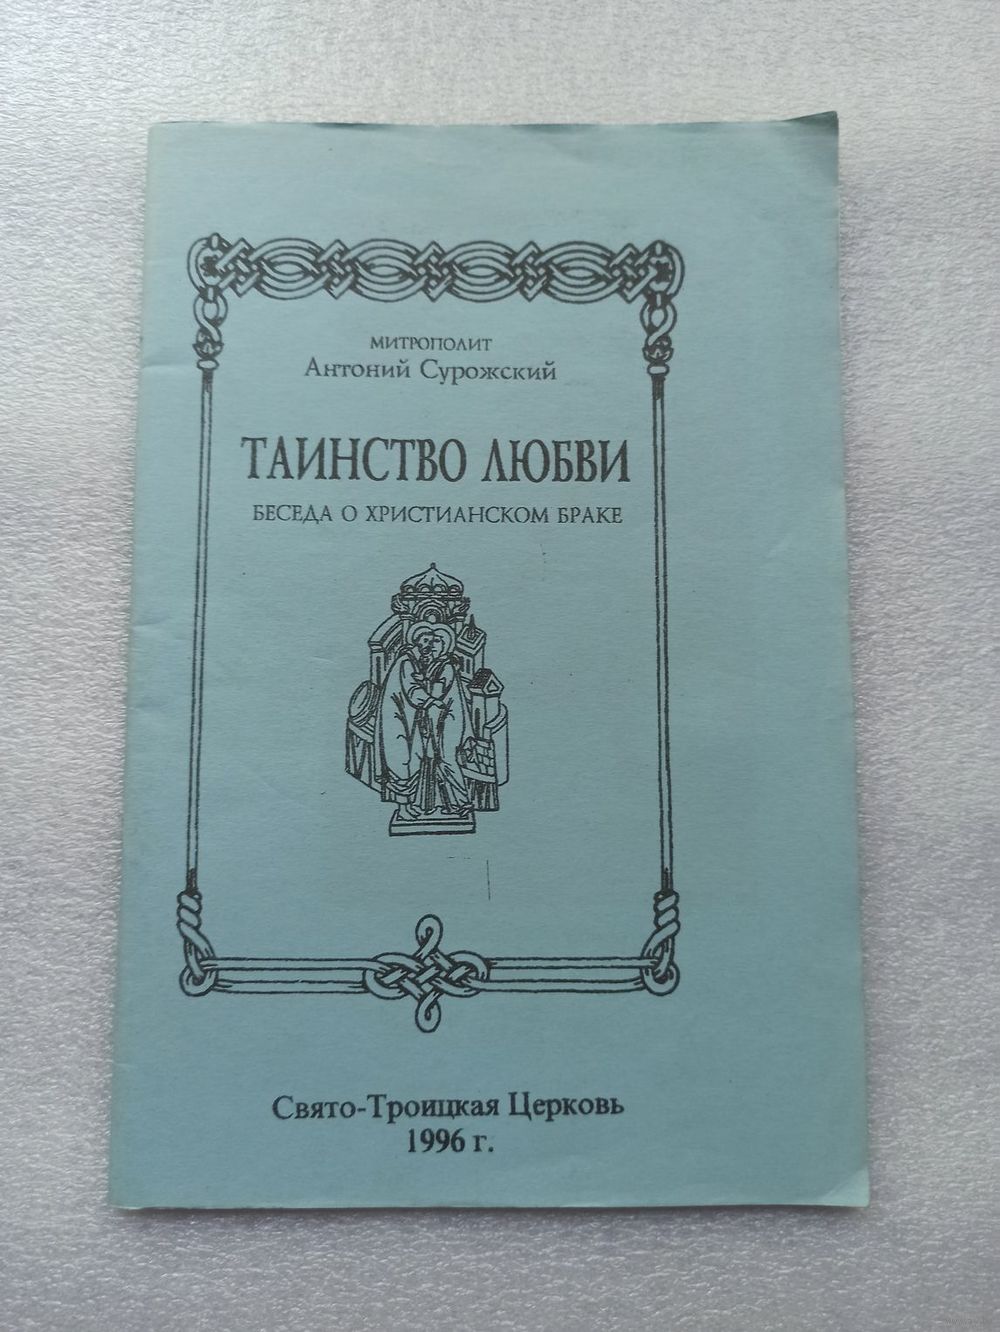 МИТРОПОЛИТ
Антоний Сурожский
ТАИНСТВО ЛЮБВИ
БЕСЕДА О ХРИСТИАНСКОМ БРАКЕ
Свято-Троицкая Церковь
1996 г.